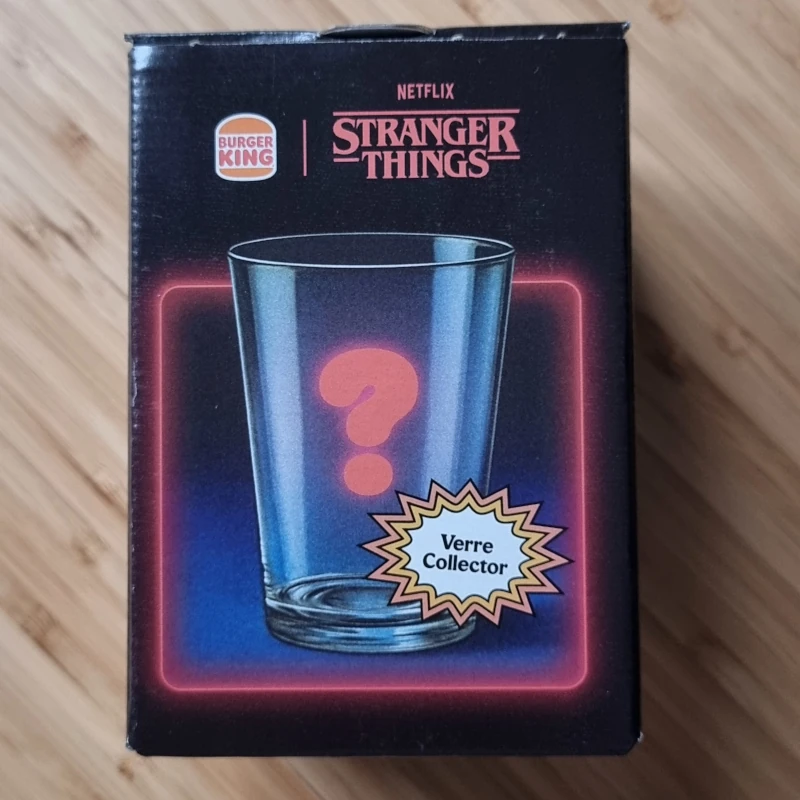 NETFLIX
BURGER
KING
STRANGER
THINGS
?
Verre
Collector